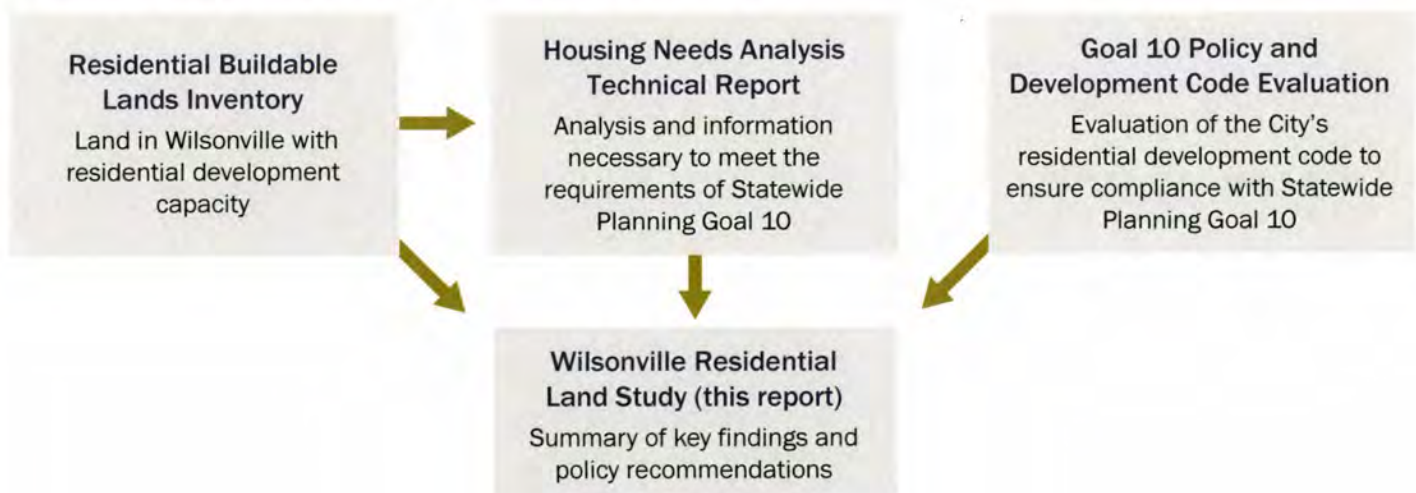 Residential Buildable
Lands Inventory
Land in Wilsonville with
residential development
capacity
Housing Needs Analysis
Technical Report
Analysis and information
necessary to meet the
requirements of Statewide
Planning Goal 10
Goal 10 Policy and
Development Code Evaluation
Evaluation of the City's
residential development code to
ensure compliance with Statewide
Planning Goal 10
Wilsonville Residential
Land Study (this report)
Summary of key findings and
policy recommendations